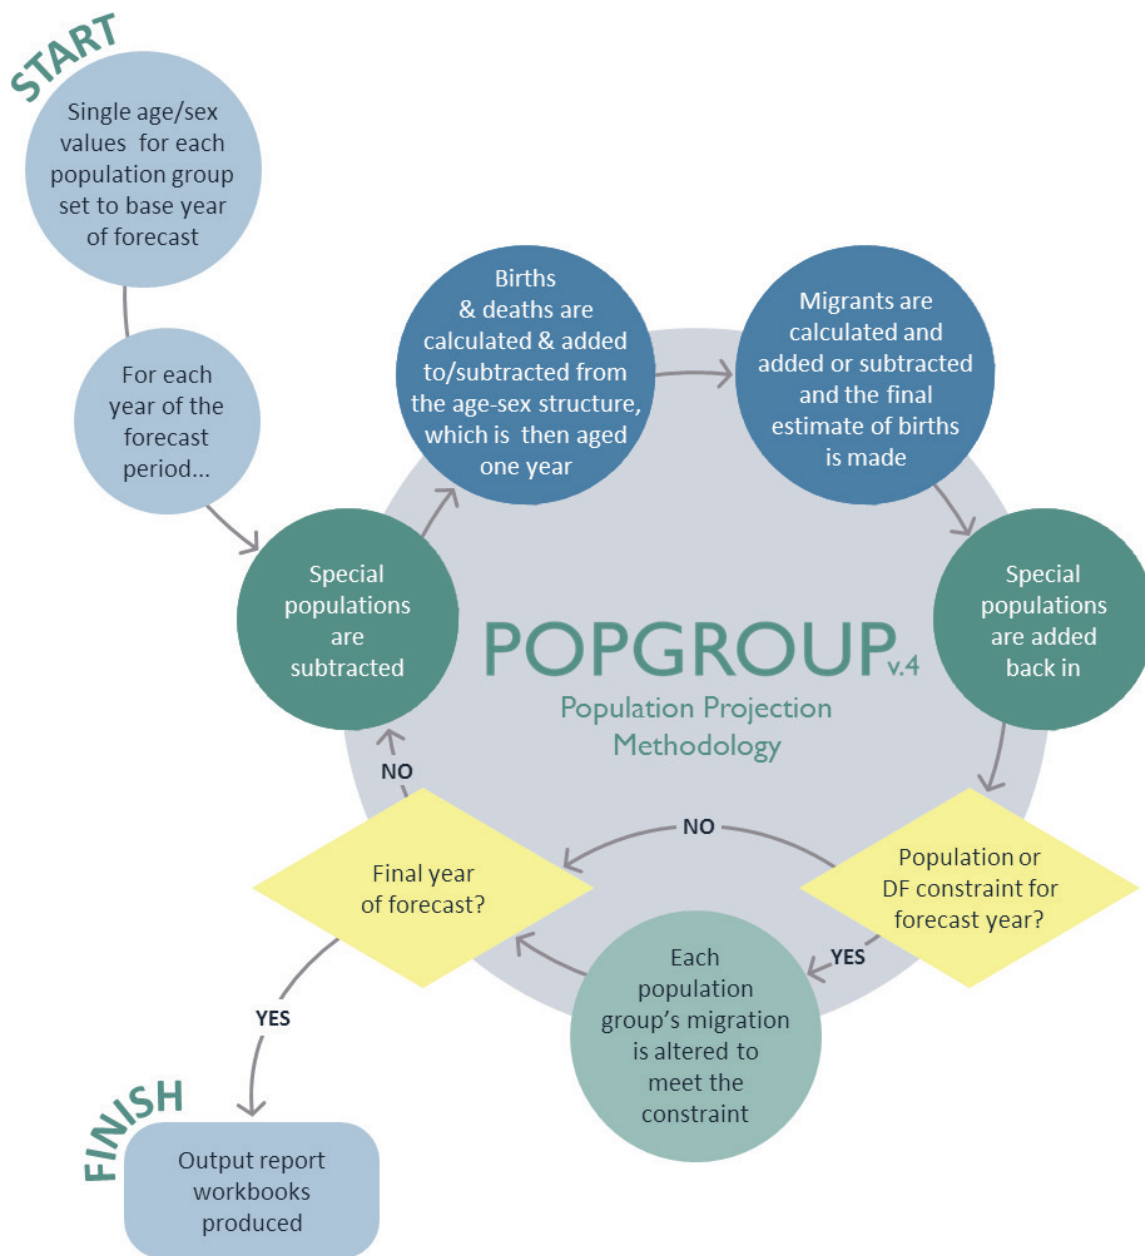 START
Single age/sex
values for each
population group
set to base year
of forecast
For each
year of the
forecast
period...
Special
populations
are
subtracted
Births
& deaths are
calculated & added
to/subtracted from
the age-sex structure,
which is then aged
one year
Migrants are
calculated and
added or subtracted
and the final
estimate of births
is made
Special
populations
are added
back in
POPGROUP v.4
Population Projection
Methodology
Population or
DF constraint for
forecast year?
NO
YES
Each
population
group's migration
is altered to
meet the
constraint
Final year
of forecast?
NO
YES
FINISH
Output report
workbooks
produced